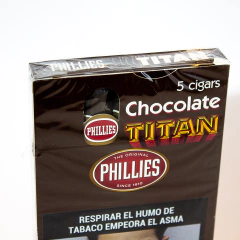 PHILLIES TITAN
5 cigars
Chocolate
PHILLIES TITAN
THE ORIGINAL
PHILLIES
SINCE 1910
RESPIRAR EL HUMO DE
TABACO EMPEORA EL ASMA